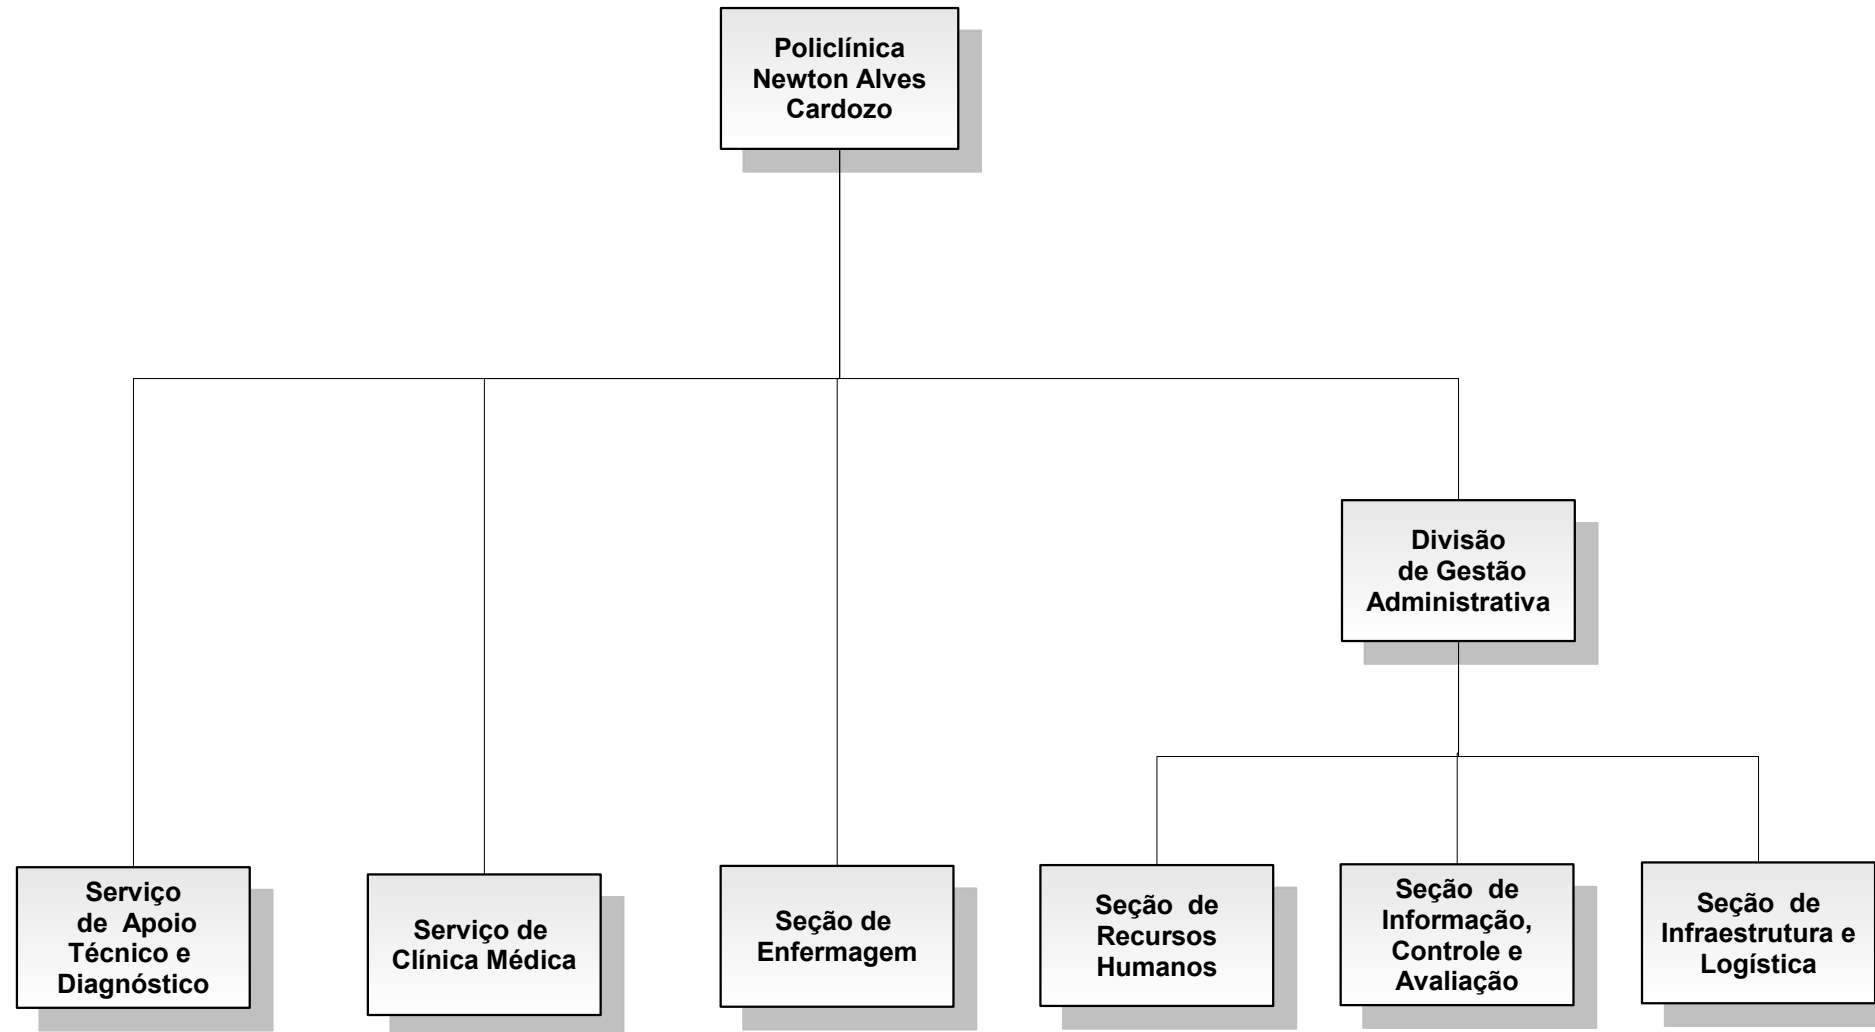 Policlínica
Newton Alves
Cardozo
Divisão
de Gestão
Administrativa
Serviço
de Apoio
Técnico e
Diagnóstico
Serviço de
Clínica Médica
Seção de
Enfermagem
Seção de
Recursos
Humanos
Seção de
Informação,
Controle e
Avaliação
Seção de
Infraestrutura e
Logística